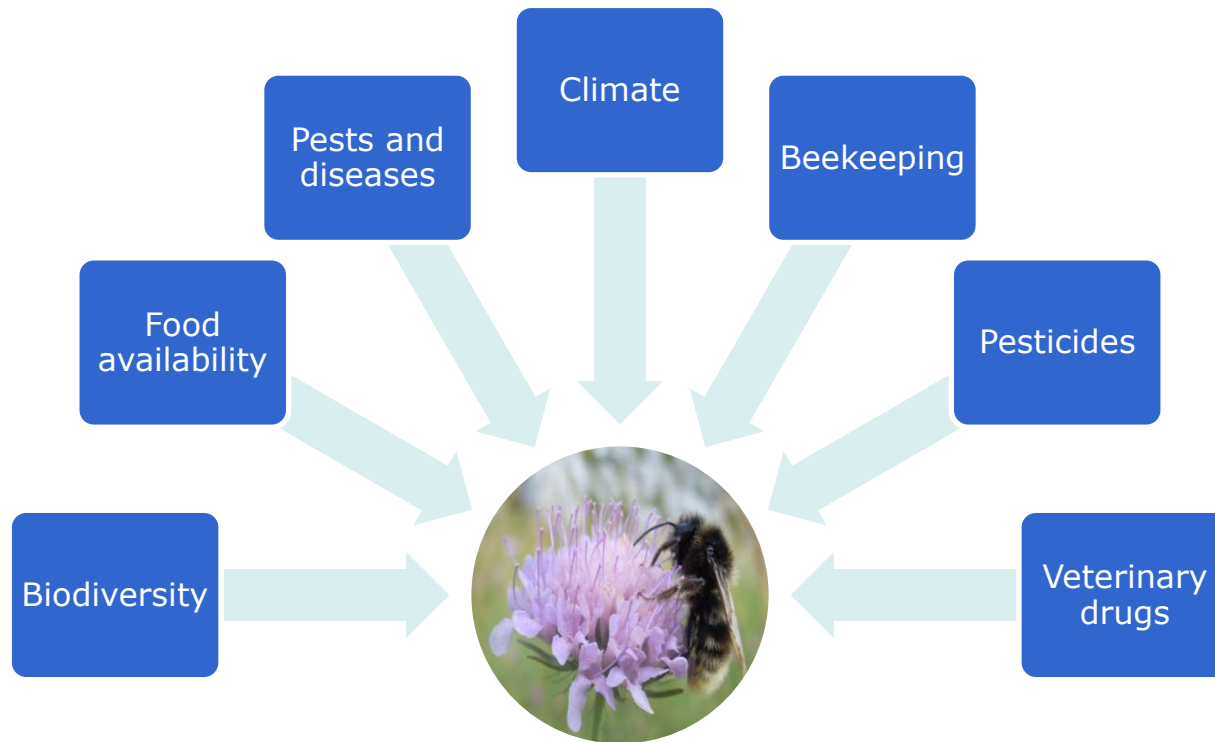 Climate
Pests and
diseases
Beekeeping
Food
availability
Pesticides
Biodiversity
Veterinary
drugs